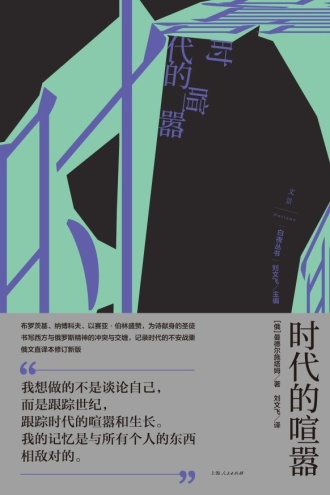 时代的喧嚣
文景
《白夜丛书》刘文飞/主编
布罗茨基、纳博科夫、以赛亚·伯林盛赞,为诗献身的圣徒
书写西方与俄罗斯精神的冲突与交缠,记录时代的不安战栗
俄文直译本修订新版
“
我想做的不是谈论自己,
而是跟踪世纪,
跟踪时代的喧嚣和生长。
我的记忆是与所有个人的东西
相敌对的。
”
时代的喧嚣
[俄]曼德尔施塔姆/著
刘文飞/译
上海人民出版社